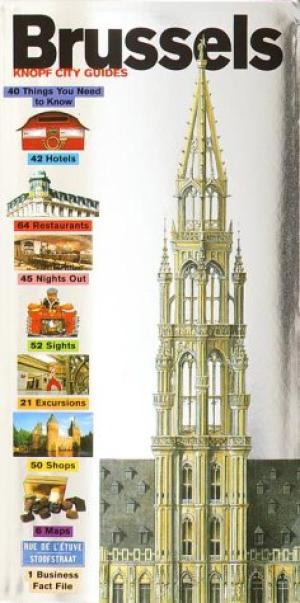 Brussels
KNOPF CITY GUIDES
40 Things You Need
to Know
42 Hotels
64 Restaurants
45 Nights Out
52 Sights
21 Excursions
50 Shops
6 Maps
RUE DE L'ÉTUVE
STOOFSTRAAT
1 Business
Fact File